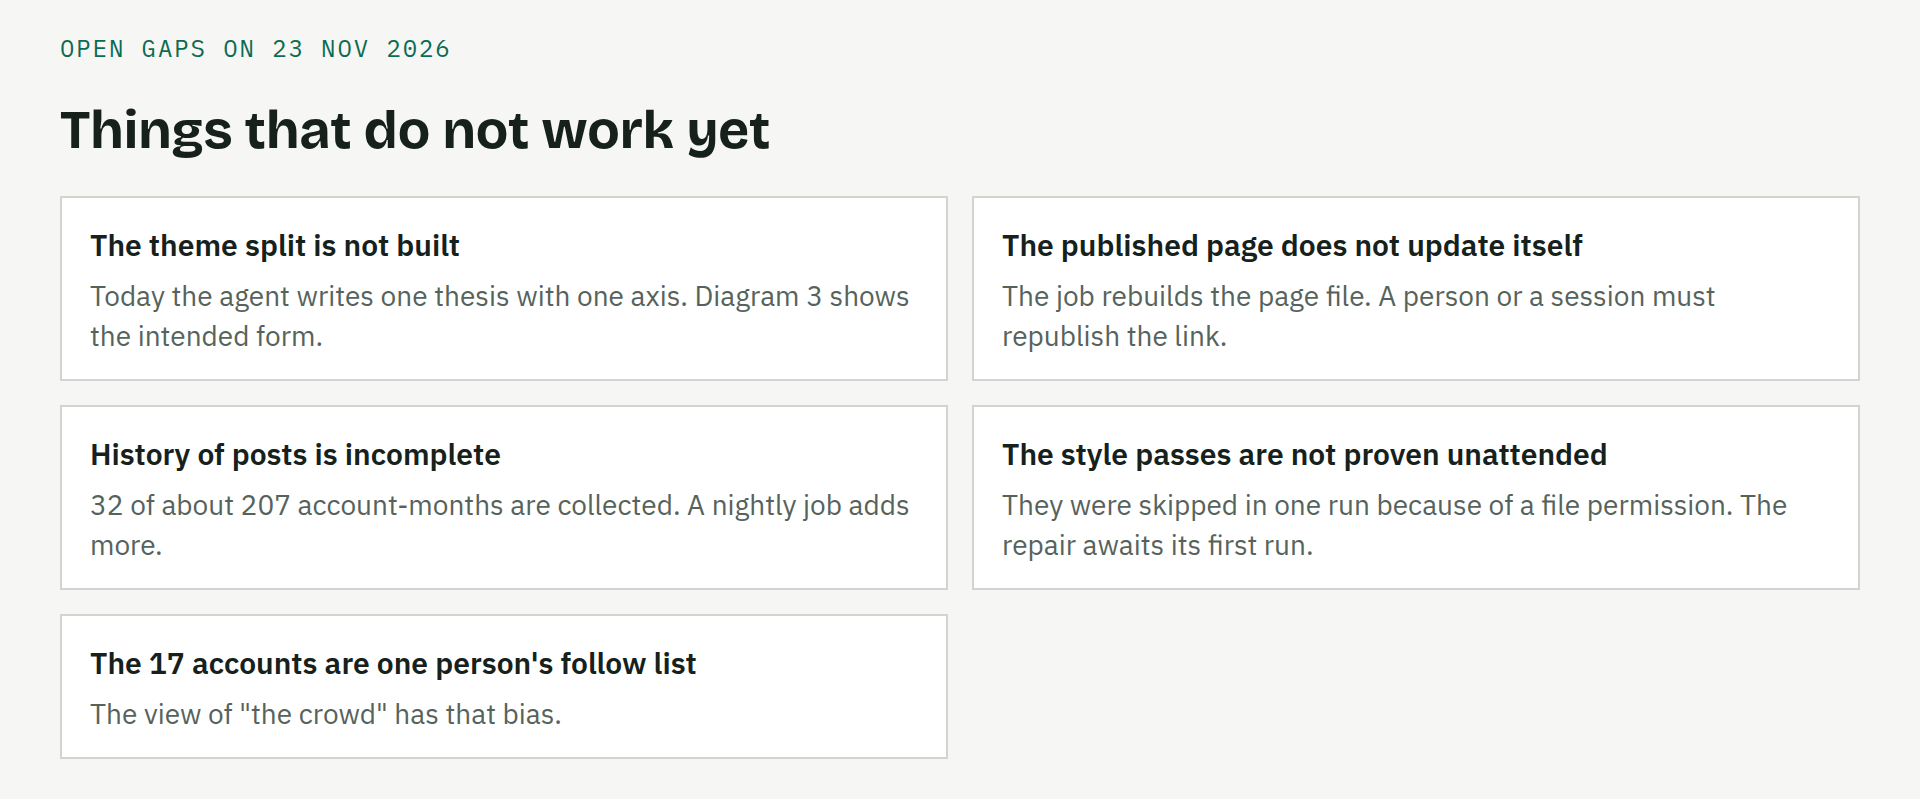 OPEN GAPS ON 23 NOV 2026
Things that do not work yet
The theme split is not built
Today the agent writes one thesis with one axis. Diagram 3 shows
the intended form.
The published page does not update itself
The job rebuilds the page file. A person or a session must
republish the link.
History of posts is incomplete
32 of about 207 account-months are collected. A nightly job adds
more.
The style passes are not proven unattended
They were skipped in one run because of a file permission. The
repair awaits its first run.
The 17 accounts are one person's follow list
The view of "the crowd" has that bias.